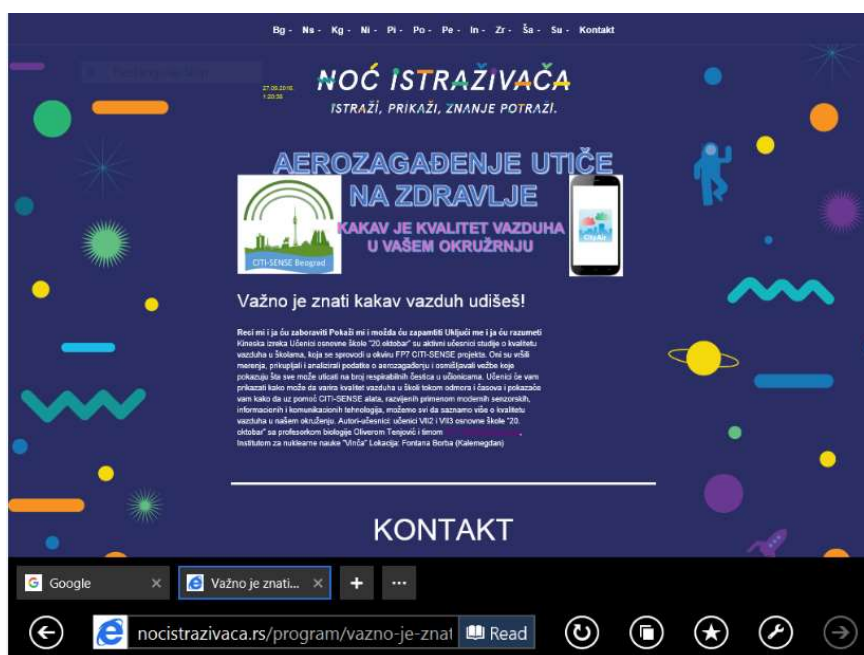 Bg - Ns - Kg - Ni - Pi - Po - Pe - In - Zr - Ša - Su - Kontakt
NOĆ ISTRAŽIVAČA
ISTRAŽI, PRIKAŽI, ZNANJE POTRAŽI.
AEROZAGAĐENJE UTIČE
NA ZDRAVLJE
KAKAV JE KVALITET VAZDUHA
U VAŠEM OKRUŽRNJU
CITI-SENSE Beograd
CityAir
Važno je znati kakav vazduh udišeš!
Reci mi i ja ću zaboraviti Pokaži mi i možda ću zapamtiti Uključi me i ja ću razumeti
Kineska izreka Učenici osnovne škole "20.oktobar" su aktivni učesnici studije o kvalitetu
vazduha u školama, koja se sprovodi u okviru FP7 CITI-SENSE projekta. Oni su vršili
merenja, prikupljali i analizirali podatke o aerozagađenju i osmišljavali vežbe koje
pokazuju šta sve može uticati na broj respirabilnih čestica u učionicama. Učenici će vam
prikazati kako može da varira kvalitet vazduha u školi tokom odmora i časova i pokazaće
vam kako da uz pomoć CITI-SENSE alata, razvijenih primenom modernih senzorskih,
informacionih i komunikacionih tehnologija, možemo svi da saznamo više o kvalitetu
vazduha u našem okruženju. Autori-učesnici: učenici VII2 i VII3 osnovne škole "20.
oktobar" sa profesorkom biologije Oliverom Tenjović i timom
Institutom za nuklearne nauke "Vinča" Lokacija: Fontana Borba (Kalemegdan)
KONTAKT
Google
Važno je znati...
nocistrazivaca.rs/program/vazno-je-znat
Read